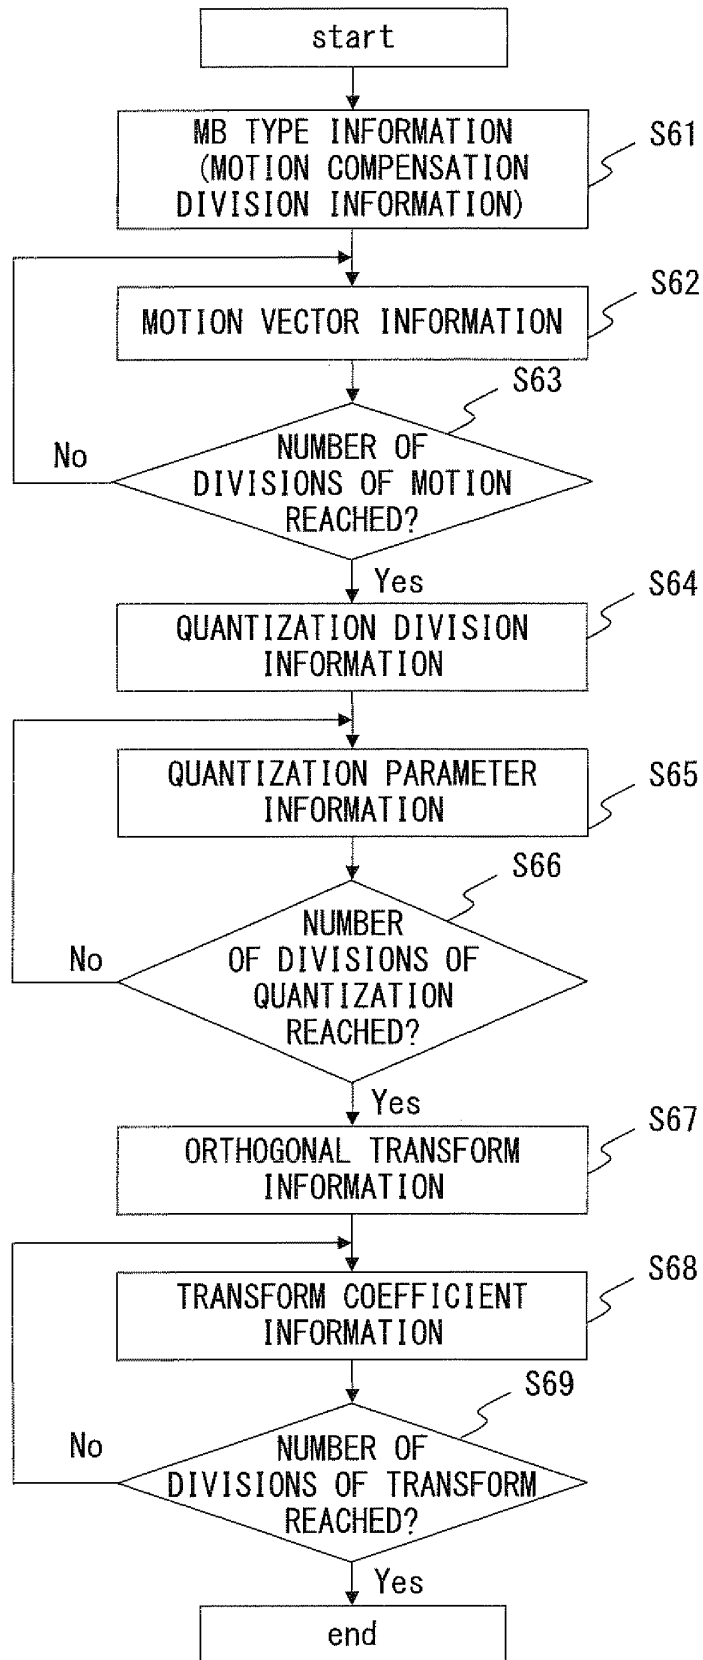 start
MB TYPE INFORMATION
(MOTION COMPENSATION
DIVISION INFORMATION)
S61
S62
MOTION VECTOR INFORMATION
S63
NUMBER OF
DIVISIONS OF MOTION
REACHED?
No
Yes
S64
QUANTIZATION DIVISION
INFORMATION
QUANTIZATION PARAMETER
INFORMATION
S65
S66
NUMBER
OF DIVISIONS OF
QUANTIZATION
REACHED?
No
Yes
S67
ORTHOGONAL TRANSFORM
INFORMATION
S68
TRANSFORM COEFFICIENT
INFORMATION
S69
NUMBER OF
DIVISIONS OF TRANSFORM
REACHED?
No
Yes
end